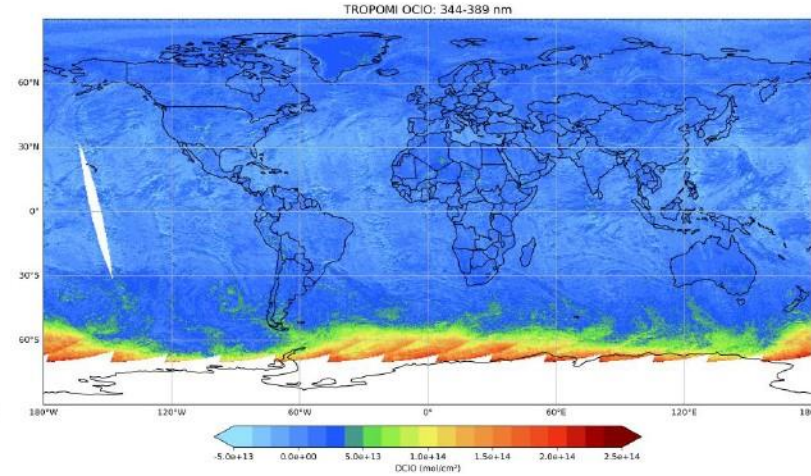 TROPOMI OClO: 344-389 nm
60°N
30°N
0°
30°S
60°S
180°W
120°W
60°W
0°
60°E
120°E
18
-5.0e+13
0.0e+00
5.0e+13
1.0e+14
1.5e+14
2.0e+14
2.5e+14
OClO (mol/cm²)